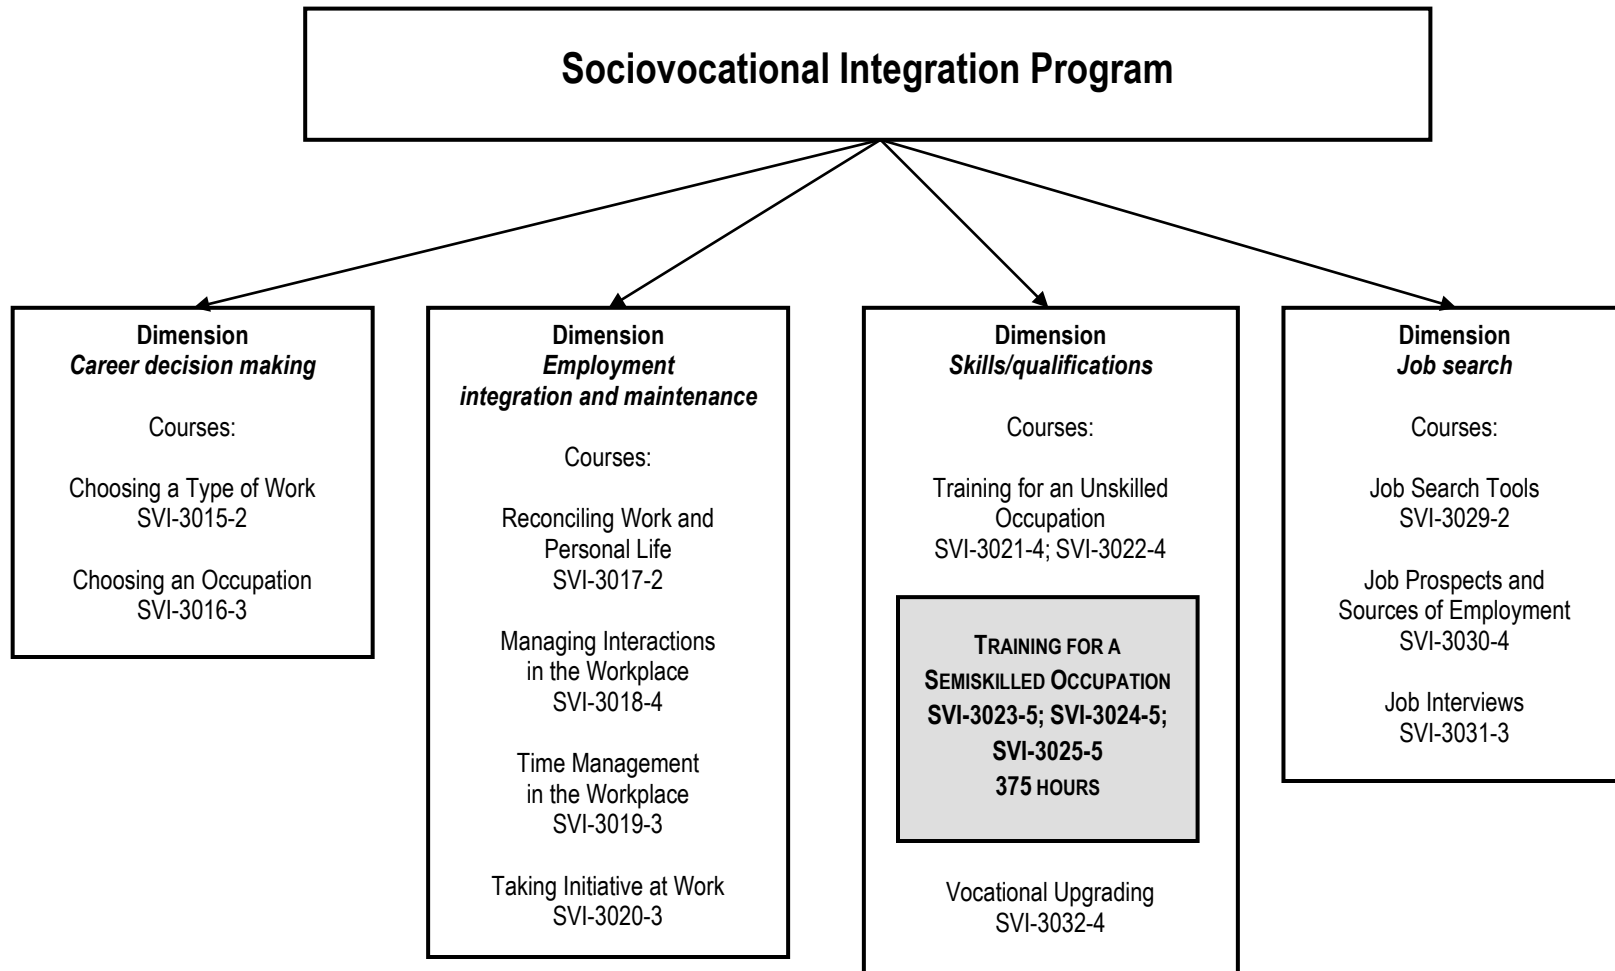 Sociovocational Integration Program
Dimension
Career decision making
Courses:
Choosing a Type of Work
SVI-3015-2
Choosing an Occupation
SVI-3016-3
Dimension
Employment
integration and maintenance
Courses:
Reconciling Work and
Personal Life
SVI-3017-2
Managing Interactions
in the Workplace
SVI-3018-4
Time Management
in the Workplace
SVI-3019-3
Taking Initiative at Work
SVI-3020-3
Dimension
Skills/qualifications
Courses:
Training for an Unskilled
Occupation
SVI-3021-4; SVI-3022-4
TRAINING FOR A
SEMISKILLED OCCUPATION
SVI-3023-5; SVI-3024-5;
SVI-3025-5
375 HOURS
Vocational Upgrading
SVI-3032-4
Dimension
Job search
Courses:
Job Search Tools
SVI-3029-2
Job Prospects and
Sources of Employment
SVI-3030-4
Job Interviews
SVI-3031-3